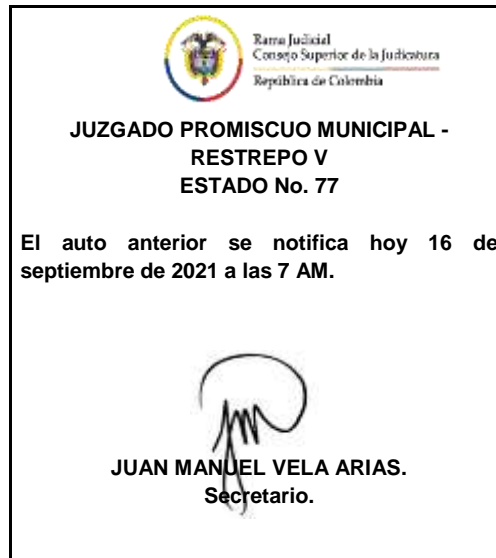 Rama Judicial
Consejo Superior de la Judicatura
República de Colombia
JUZGADO PROMISCUO MUNICIPAL -
RESTREPO V
ESTADO No. 77
El auto anterior se notifica hoy 16 de
septiembre de 2021 a las 7 AM.
JUAN MANUEL VELA ARIAS.
Secretario.